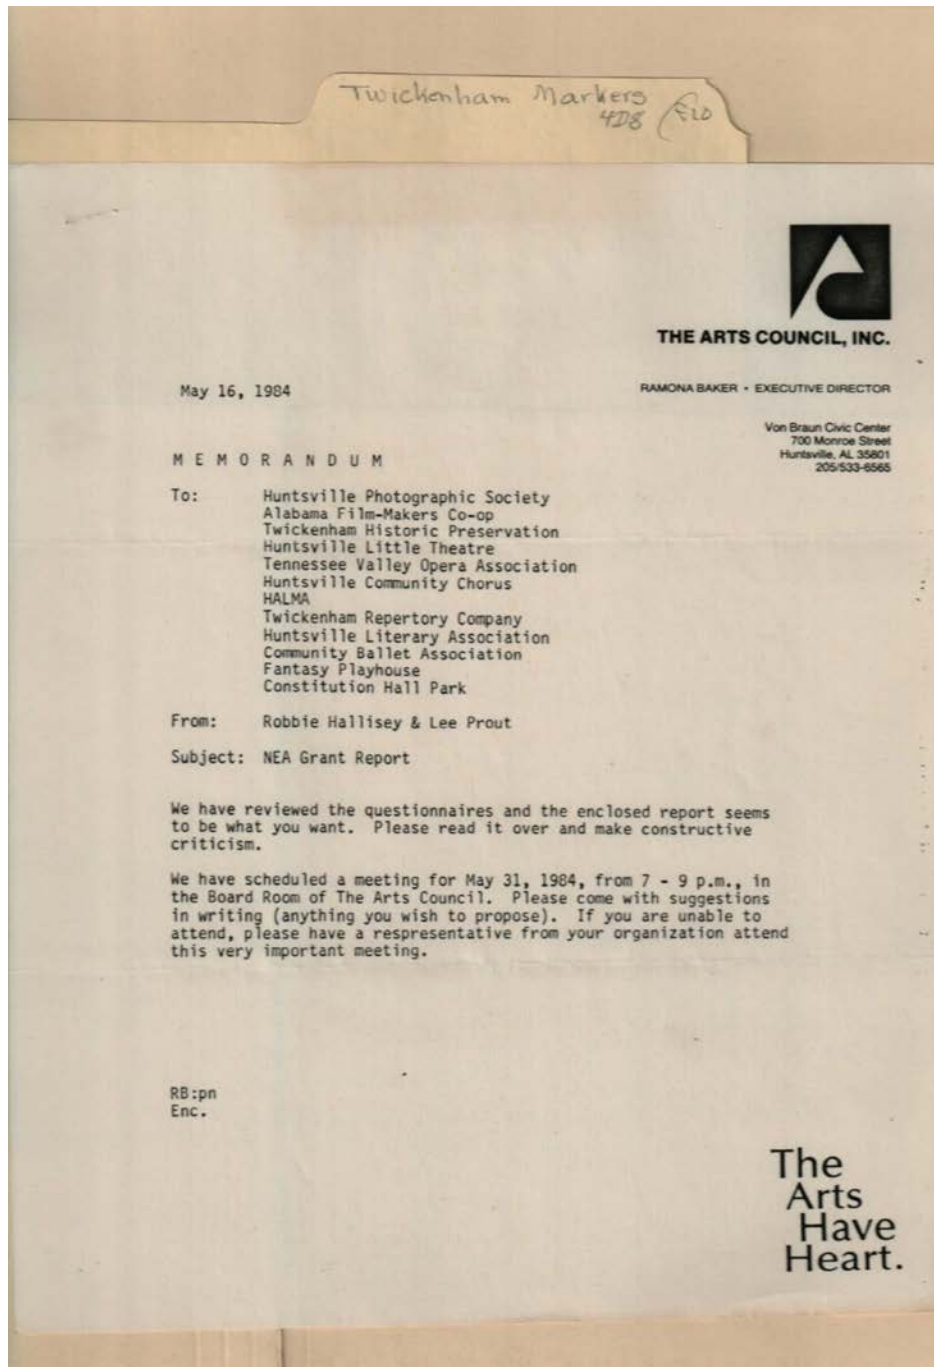 Twickenham Markers
4D8
THE ARTS COUNCIL, INC.
May 16, 1984
RAMONA BAKER • EXECUTIVE DIRECTOR
Von Braun Civic Center
700 Monroe Street
Huntsville, AL 35801
205/533-6565
MEMORANDUM
To: Huntsville Photographic Society
Alabama Film-Makers Co-op
Twickenham Historic Preservation
Huntsville Little Theatre
Tennessee Valley Opera Association
Huntsville Community Chorus
HALMA
Twickenham Repertory Company
Huntsville Literary Association
Community Ballet Association
Fantasy Playhouse
Constitution Hall Park
From: Robbie Hallisey & Lee Prout
Subject: NEA Grant Report
We have reviewed the questionnaires and the enclosed report seems
to be what you want. Please read it over and make constructive
criticism.
We have scheduled a meeting for May 31, 1984, from 7 - 9 p.m., in
the Board Room of The Arts Council. Please come with suggestions
in writing (anything you wish to propose). If you are unable to
attend, please have a respresentative from your organization attend
this very important meeting.
RB:pn
Enc.
The
Arts
Have
Heart.